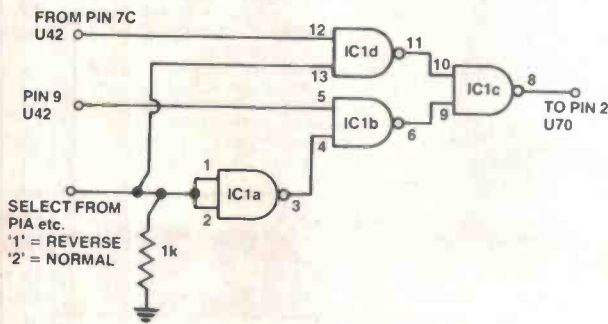 FROM PIN 7C
U42
12
13
IC1d
11
10
9
IC1c
8
TO PIN 2
U70
PIN 9
U42
5
4
IC1b
6
1
2
IC1a
3
SELECT FROM
PIA etc.
'1' = REVERSE
'2' = NORMAL
1k